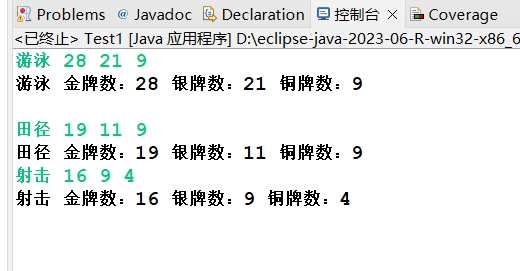 Problems @ Javadoc Declaration 控制台 Coverage
<已终止> Test1 [Java 应用程序] D:\eclipse-java-2023-06-R-win32-x86_6
游泳 28 21 9
游泳 金牌数：28 银牌数：21 铜牌数：9
田径 19 11 9
田径 金牌数：19 银牌数：11 铜牌数：9
射击 16 9 4
射击 金牌数：16 银牌数：9 铜牌数：4